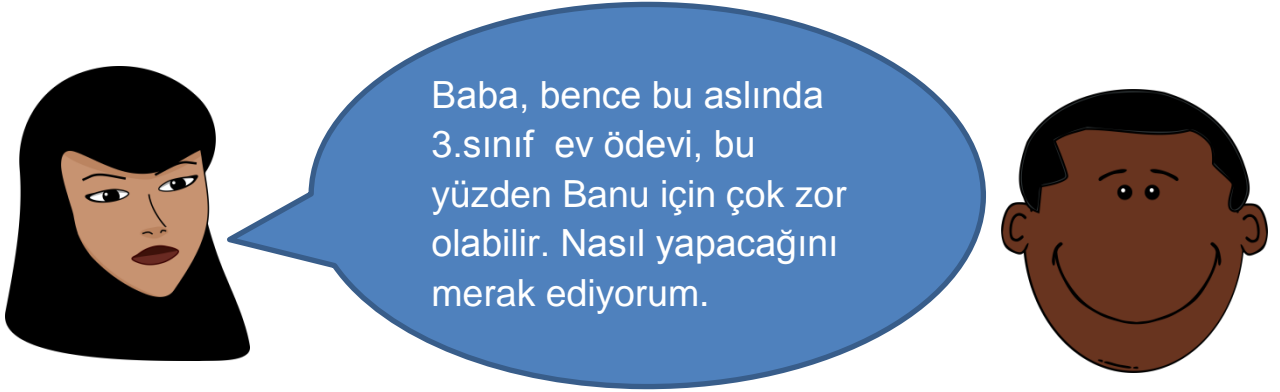 Baba, bence bu aslında
3.sınıf  ev ödevi, bu
yüzden Banu için çok zor
olabilir. Nasıl yapacağını
merak ediyorum.